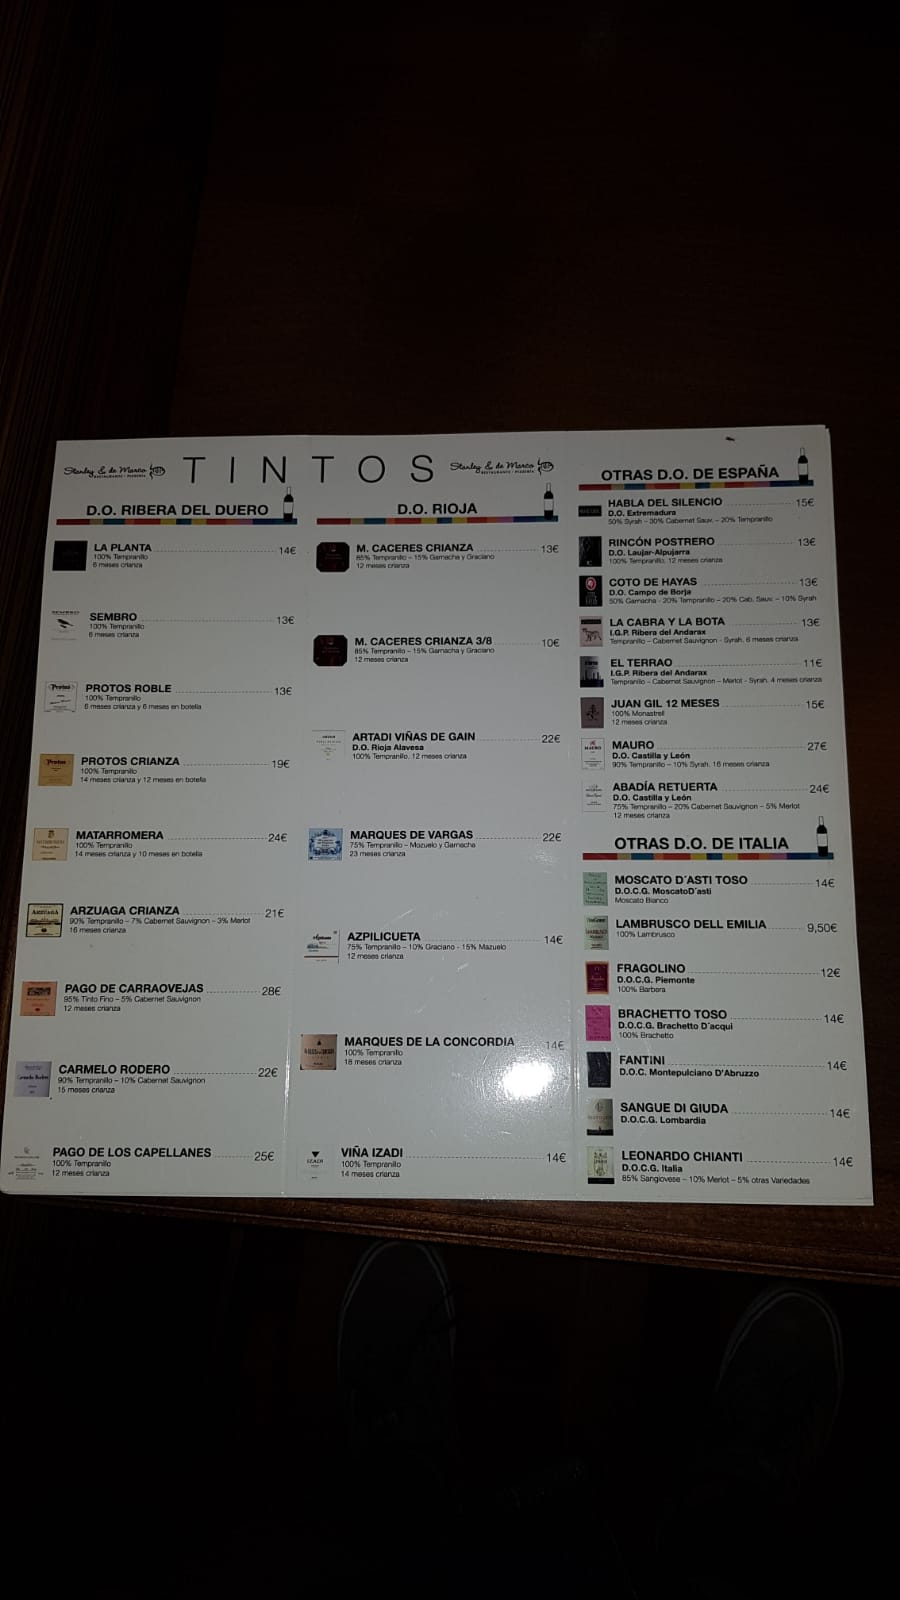 Stanley & de Marco
RESTAURANTE / PIZZERIA
TINTOS
Stanley & de Marco
RESTAURANTE / PIZZERIA
D.O. RIBERA DEL DUERO
LA PLANTA 14€
100% Tempranillo
6 meses crianza
SEMBRO 13€
100% Tempranillo
6 meses crianza
PROTOS ROBLE 13€
100% Tempranillo
6 meses crianza y 6 meses en botella
PROTOS CRIANZA 19€
100% Tempranillo
14 meses crianza y 12 meses en botella
MATARROMERA 24€
100% Tempranillo
14 meses crianza y 10 meses en botella
ARZUAGA CRIANZA 21€
90% Tempranillo – 7% Cabernet Sauvignon – 3% Merlot
16 meses crianza
PAGO DE CARRAOVEJAS 28€
95% Tinto Fino – 5% Cabernet Sauvignon
12 meses crianza
CARMELO RODERO 22€
90% Tempranillo – 10% Cabernet Sauvignon
15 meses crianza
PAGO DE LOS CAPELLANES 25€
100% Tempranillo
12 meses crianza
D.O. RIOJA
M. CACERES CRIANZA 13€
85% Tempranillo – 15% Garnacha y Graciano
12 meses crianza
M. CACERES CRIANZA 3/8 10€
85% Tempranillo – 15% Garnacha y Graciano
12 meses crianza
ARTADI VIÑAS DE GAIN 22€
D.O. Rioja Alavesa
100% Tempranillo, 12 meses crianza
MARQUES DE VARGAS 22€
75% Tempranillo – Mazuelo y Garnacha
23 meses crianza
AZPILICUETA 14€
75% Tempranillo – 10% Graciano - 15% Mazuelo
12 meses crianza
MARQUES DE LA CONCORDIA 14€
100% Tempranillo
18 meses crianza
VIÑA IZADI 14€
100% Tempranillo
14 meses crianza
OTRAS D.O. DE ESPAÑA
HABLA DEL SILENCIO 15€
D.O. Extremadura
50% Syrah – 30% Cabernet Sauv. – 20% Tempranillo
RINCÓN POSTRERO 13€
D.O. Laujar-Alpujarra
100% Tempranillo, 12 meses crianza
COTO DE HAYAS 13€
D.O. Campo de Borja
50% Garnacha - 20% Tempranillo – 20% Cab. Sauv. – 10% Syrah
LA CABRA Y LA BOTA 13€
I.G.P. Ribera del Andarax
Tempranillo – Cabernet Sauvignon - Syrah, 6 meses crianza
EL TERRAO 11€
I.G.P. Ribera del Andarax
Tempranillo – Cabernet Sauvignon – Merlot - Syrah, 4 meses crianza
JUAN GIL 12 MESES 15€
100% Monastrell
12 meses crianza
MAURO 27€
D.O. Castilla y León
90% Tempranillo – 10% Syrah, 16 meses crianza
ABADÍA RETUERTA 24€
D.O. Castilla y León
75% Tempranillo – 20% Cabernet Sauvignon – 5% Merlot
12 meses crianza
OTRAS D.O. DE ITALIA
MOSCATO D´ASTI TOSO 14€
D.O.C.G. MoscatoD´asti
Moscato Bianco
LAMBRUSCO DELL EMILIA 9,50€
100% Lambrusco
FRAGOLINO 12€
D.O.C.G. Piemonte
100% Barbera
BRACHETTO TOSO 14€
D.O.C.G. Brachetto D´acqui
100% Brachetto
FANTINI 14€
D.O.C. Montepulciano D'Abruzzo
SANGUE DI GIUDA 14€
D.O.C.G. Lombardia
LEONARDO CHIANTI 14€
D.O.C.G. Italia
85% Sangiovese – 10% Merlot – 5% otras Variedades